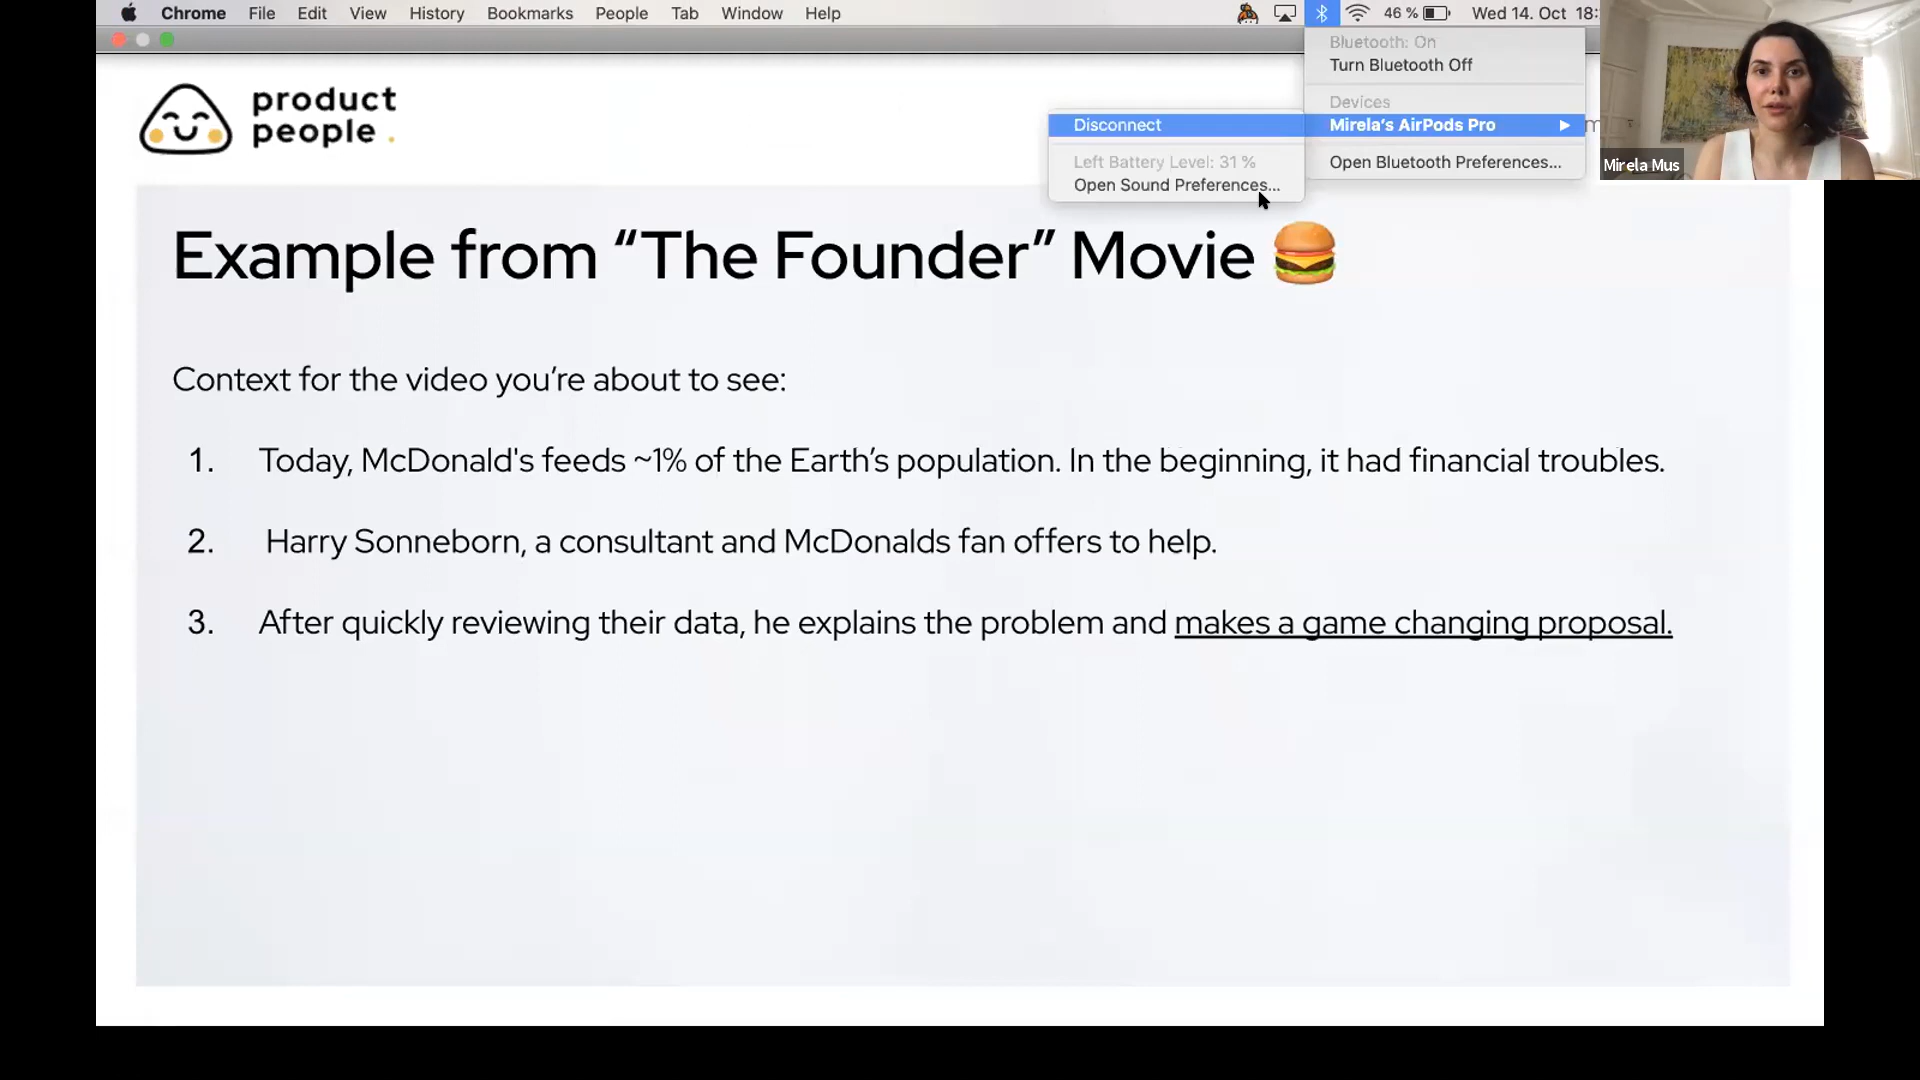 Chrome File Edit View History Bookmarks People Tab Window Help 46 % Wed 14. Oct 18:
Bluetooth: On
Turn Bluetooth Off
Devices
Mirela's AirPods Pro
Open Bluetooth Preferences...
Disconnect
Left Battery Level: 31 %
Open Sound Preferences...
Mirela Mus
product
people .
Example from “The Founder” Movie
Context for the video you’re about to see:
1. Today, McDonald's feeds ~1% of the Earth’s population. In the beginning, it had financial troubles.
2. Harry Sonneborn, a consultant and McDonalds fan offers to help.
3. After quickly reviewing their data, he explains the problem and makes a game changing proposal.